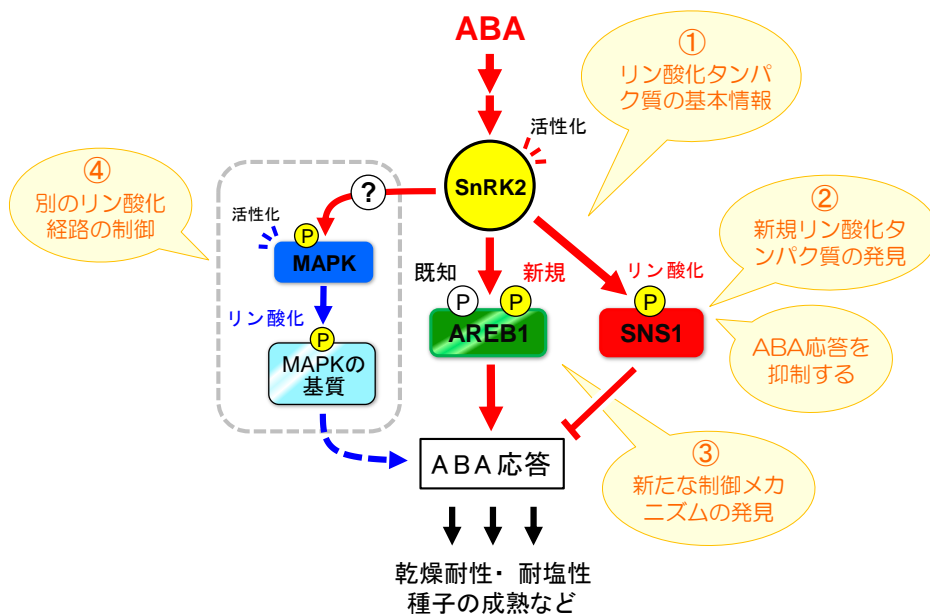 ABA
①
リン酸化タンパ
ク質の基本情報
活性化
SnRK2
④
別のリン酸化
経路の制御
?
活性化
P
MAPK
リン酸化
P
MAPKの
基質
既知
新規
P
P
AREB1
リン酸化
P
SNS1
②
新規リン酸化タ
ンパク質の発見
ABA応答を
抑制する
③
新たな制御メカ
ニズムの発見
ABA応答
乾燥耐性・耐塩性
種子の成熟など